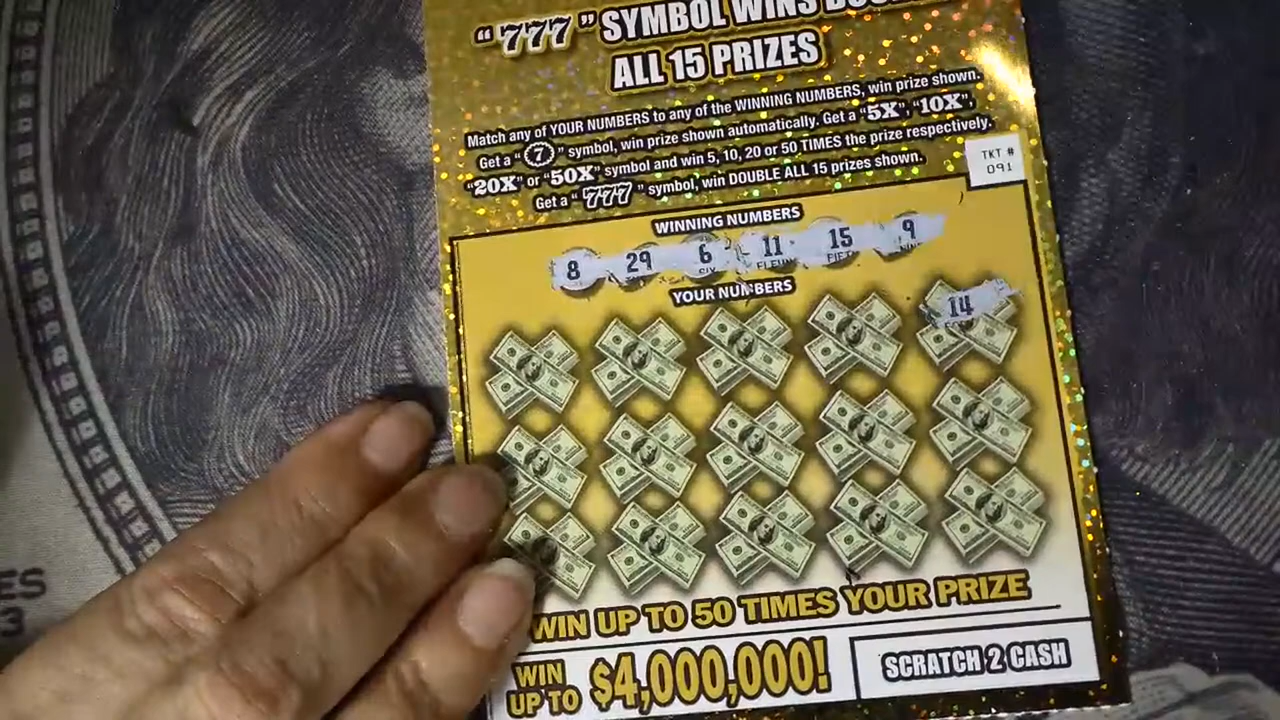 "777" SYMBOL WINS
ALL 15 PRIZES
Match any of YOUR NUMBERS to any of the WINNING NUMBERS, win prize shown.
Get a "7" symbol, win prize shown automatically. Get a "5X", "10X",
"20X" or "50X" symbol and win 5, 10, 20 or 50 TIMES the prize respectively.
Get a "777" symbol, win DOUBLE ALL 15 prizes shown.
TKT #
091
WINNING NUMBERS
8 29 6 11 15 9
YOUR NUMBERS
14
WIN UP TO 50 TIMES YOUR PRIZE
WIN UP TO $4,000,000!
SCRATCH 2 CASH